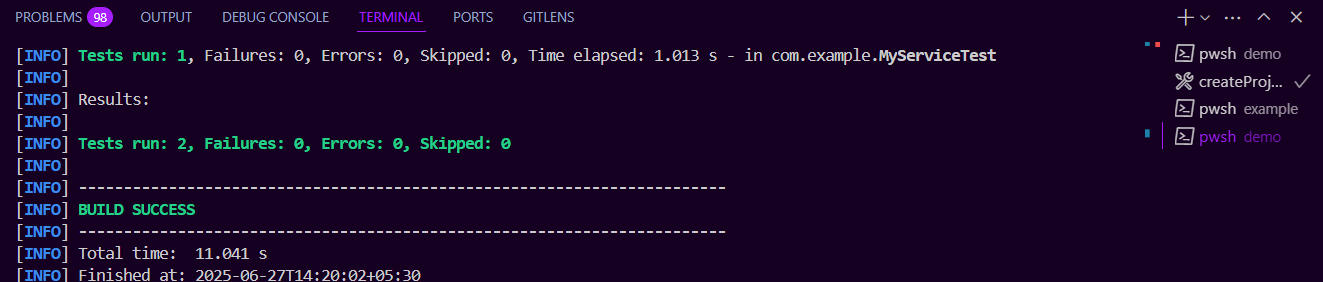 PROBLEMS 98 OUTPUT DEBUG CONSOLE TERMINAL PORTS GITLENS
[INFO] Tests run: 1, Failures: 0, Errors: 0, Skipped: 0, Time elapsed: 1.013 s - in com.example.MyServiceTest
[INFO]
[INFO] Results:
[INFO]
[INFO] Tests run: 2, Failures: 0, Errors: 0, Skipped: 0
[INFO]
[INFO] ------------------------------------------------------------------------
[INFO] BUILD SUCCESS
[INFO] ------------------------------------------------------------------------
[INFO] Total time:  11.041 s
[INFO] Finished at: 2025-06-27T14:20:02+05:30
pwsh demo
createProj...
pwsh example
pwsh demo